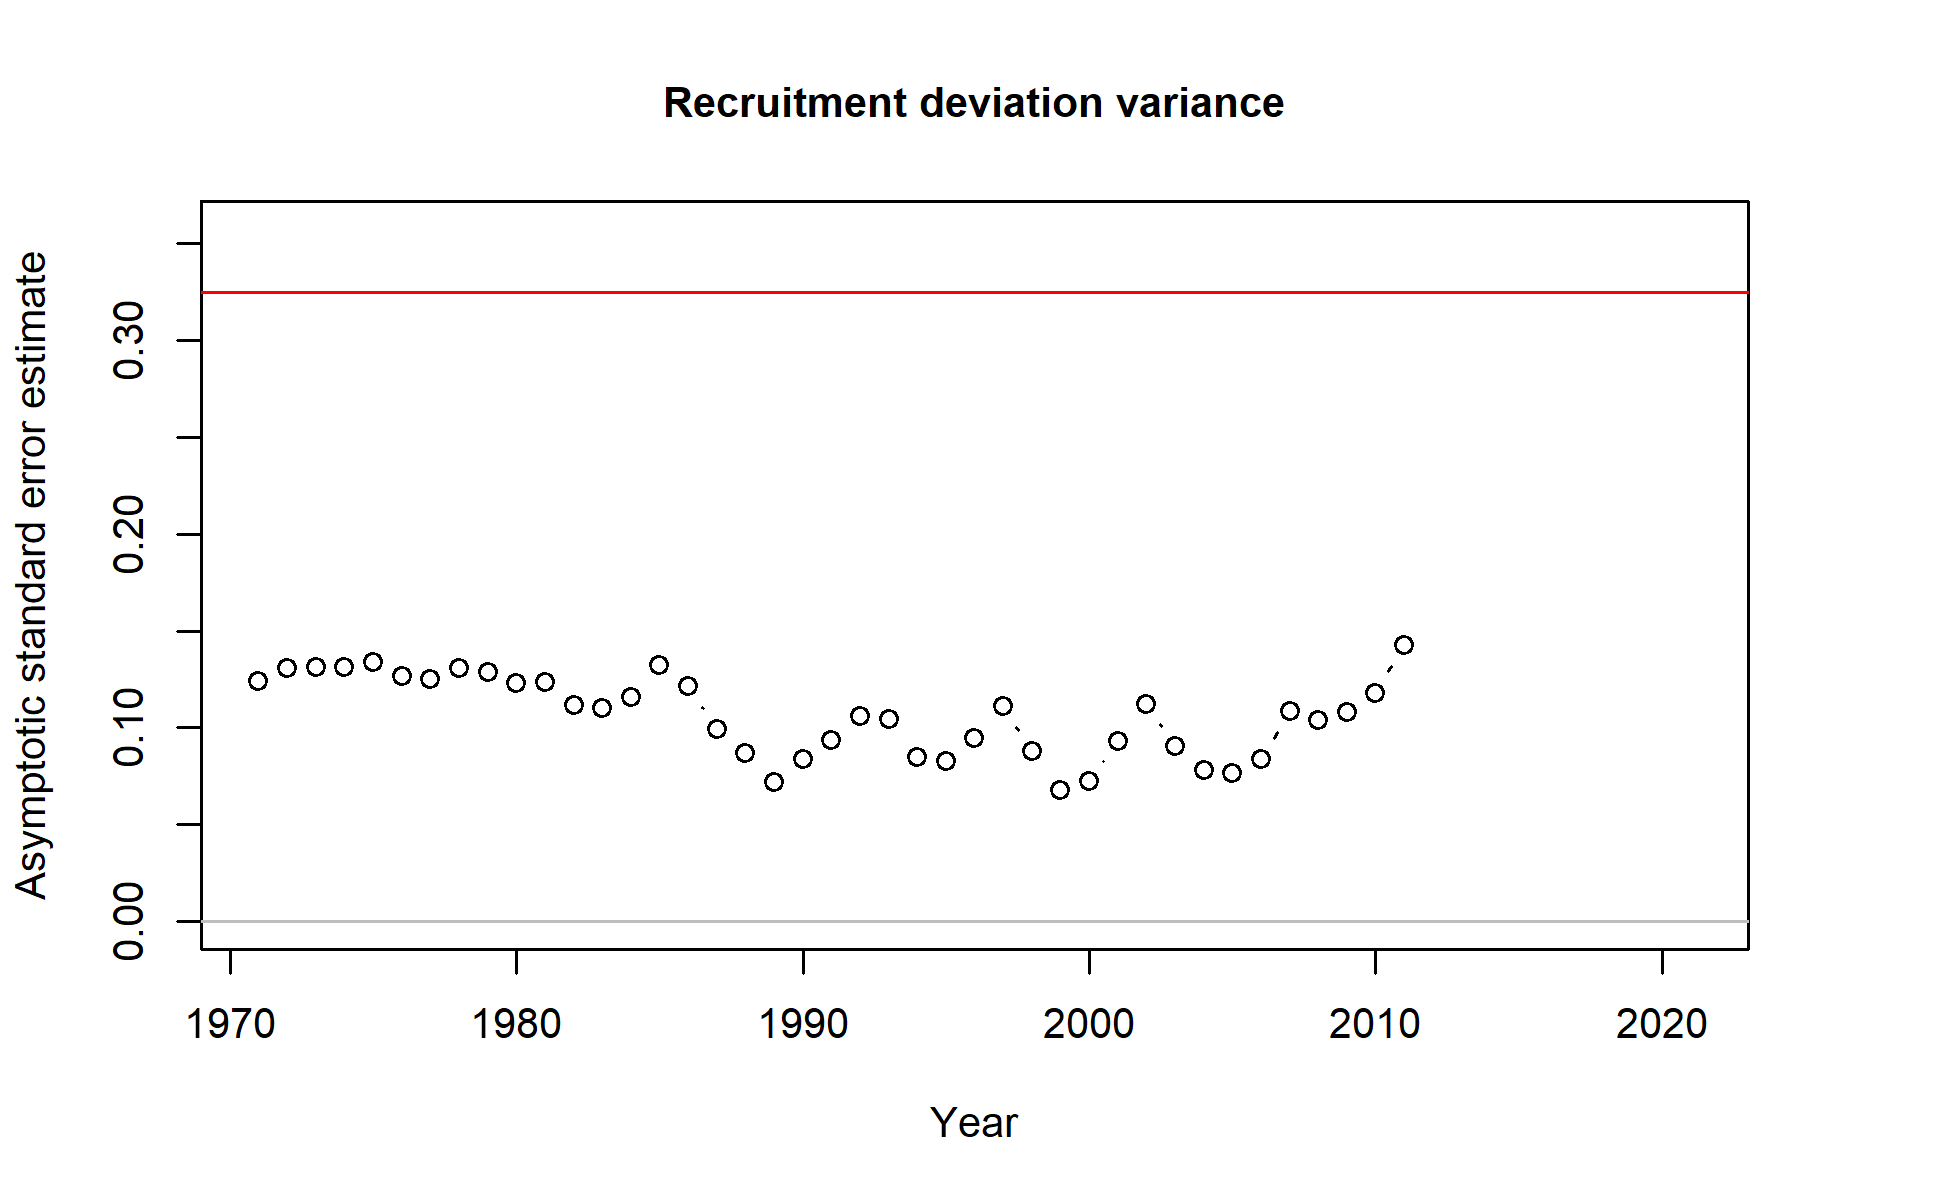 Recruitment deviation variance
Asymptotic standard error estimate
0.30
0.20
0.10
0.00
1970 1980 1990 2000 2010 2020
Year